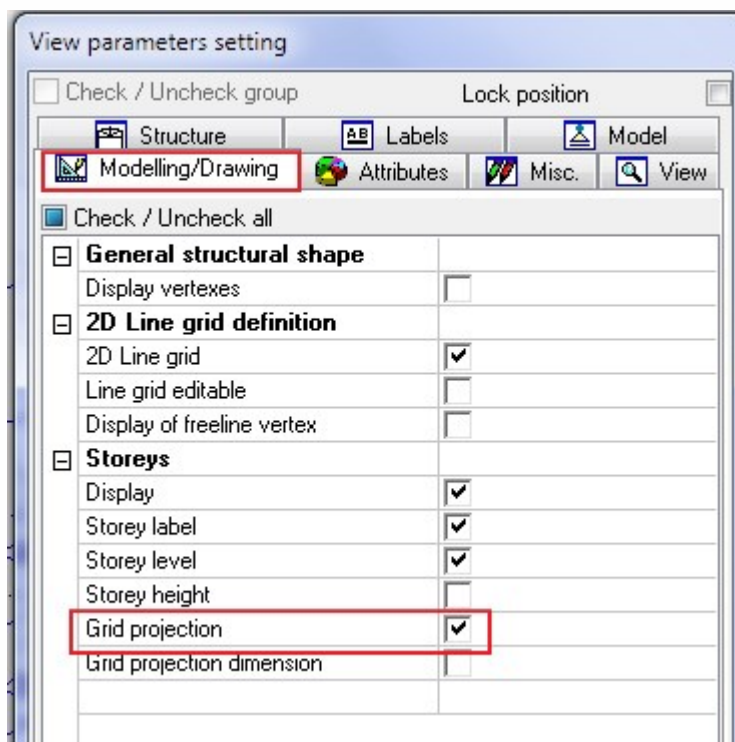 View parameters setting
Check / Uncheck group Lock position
Structure Labels Model
Modelling/Drawing Attributes Misc. View
Check / Uncheck all
General structural shape
Display vertexes
2D Line grid definition
2D Line grid
Line grid editable
Display of freeline vertex
Storeys
Display
Storey label
Storey level
Storey height
Grid projection
Grid projection dimension